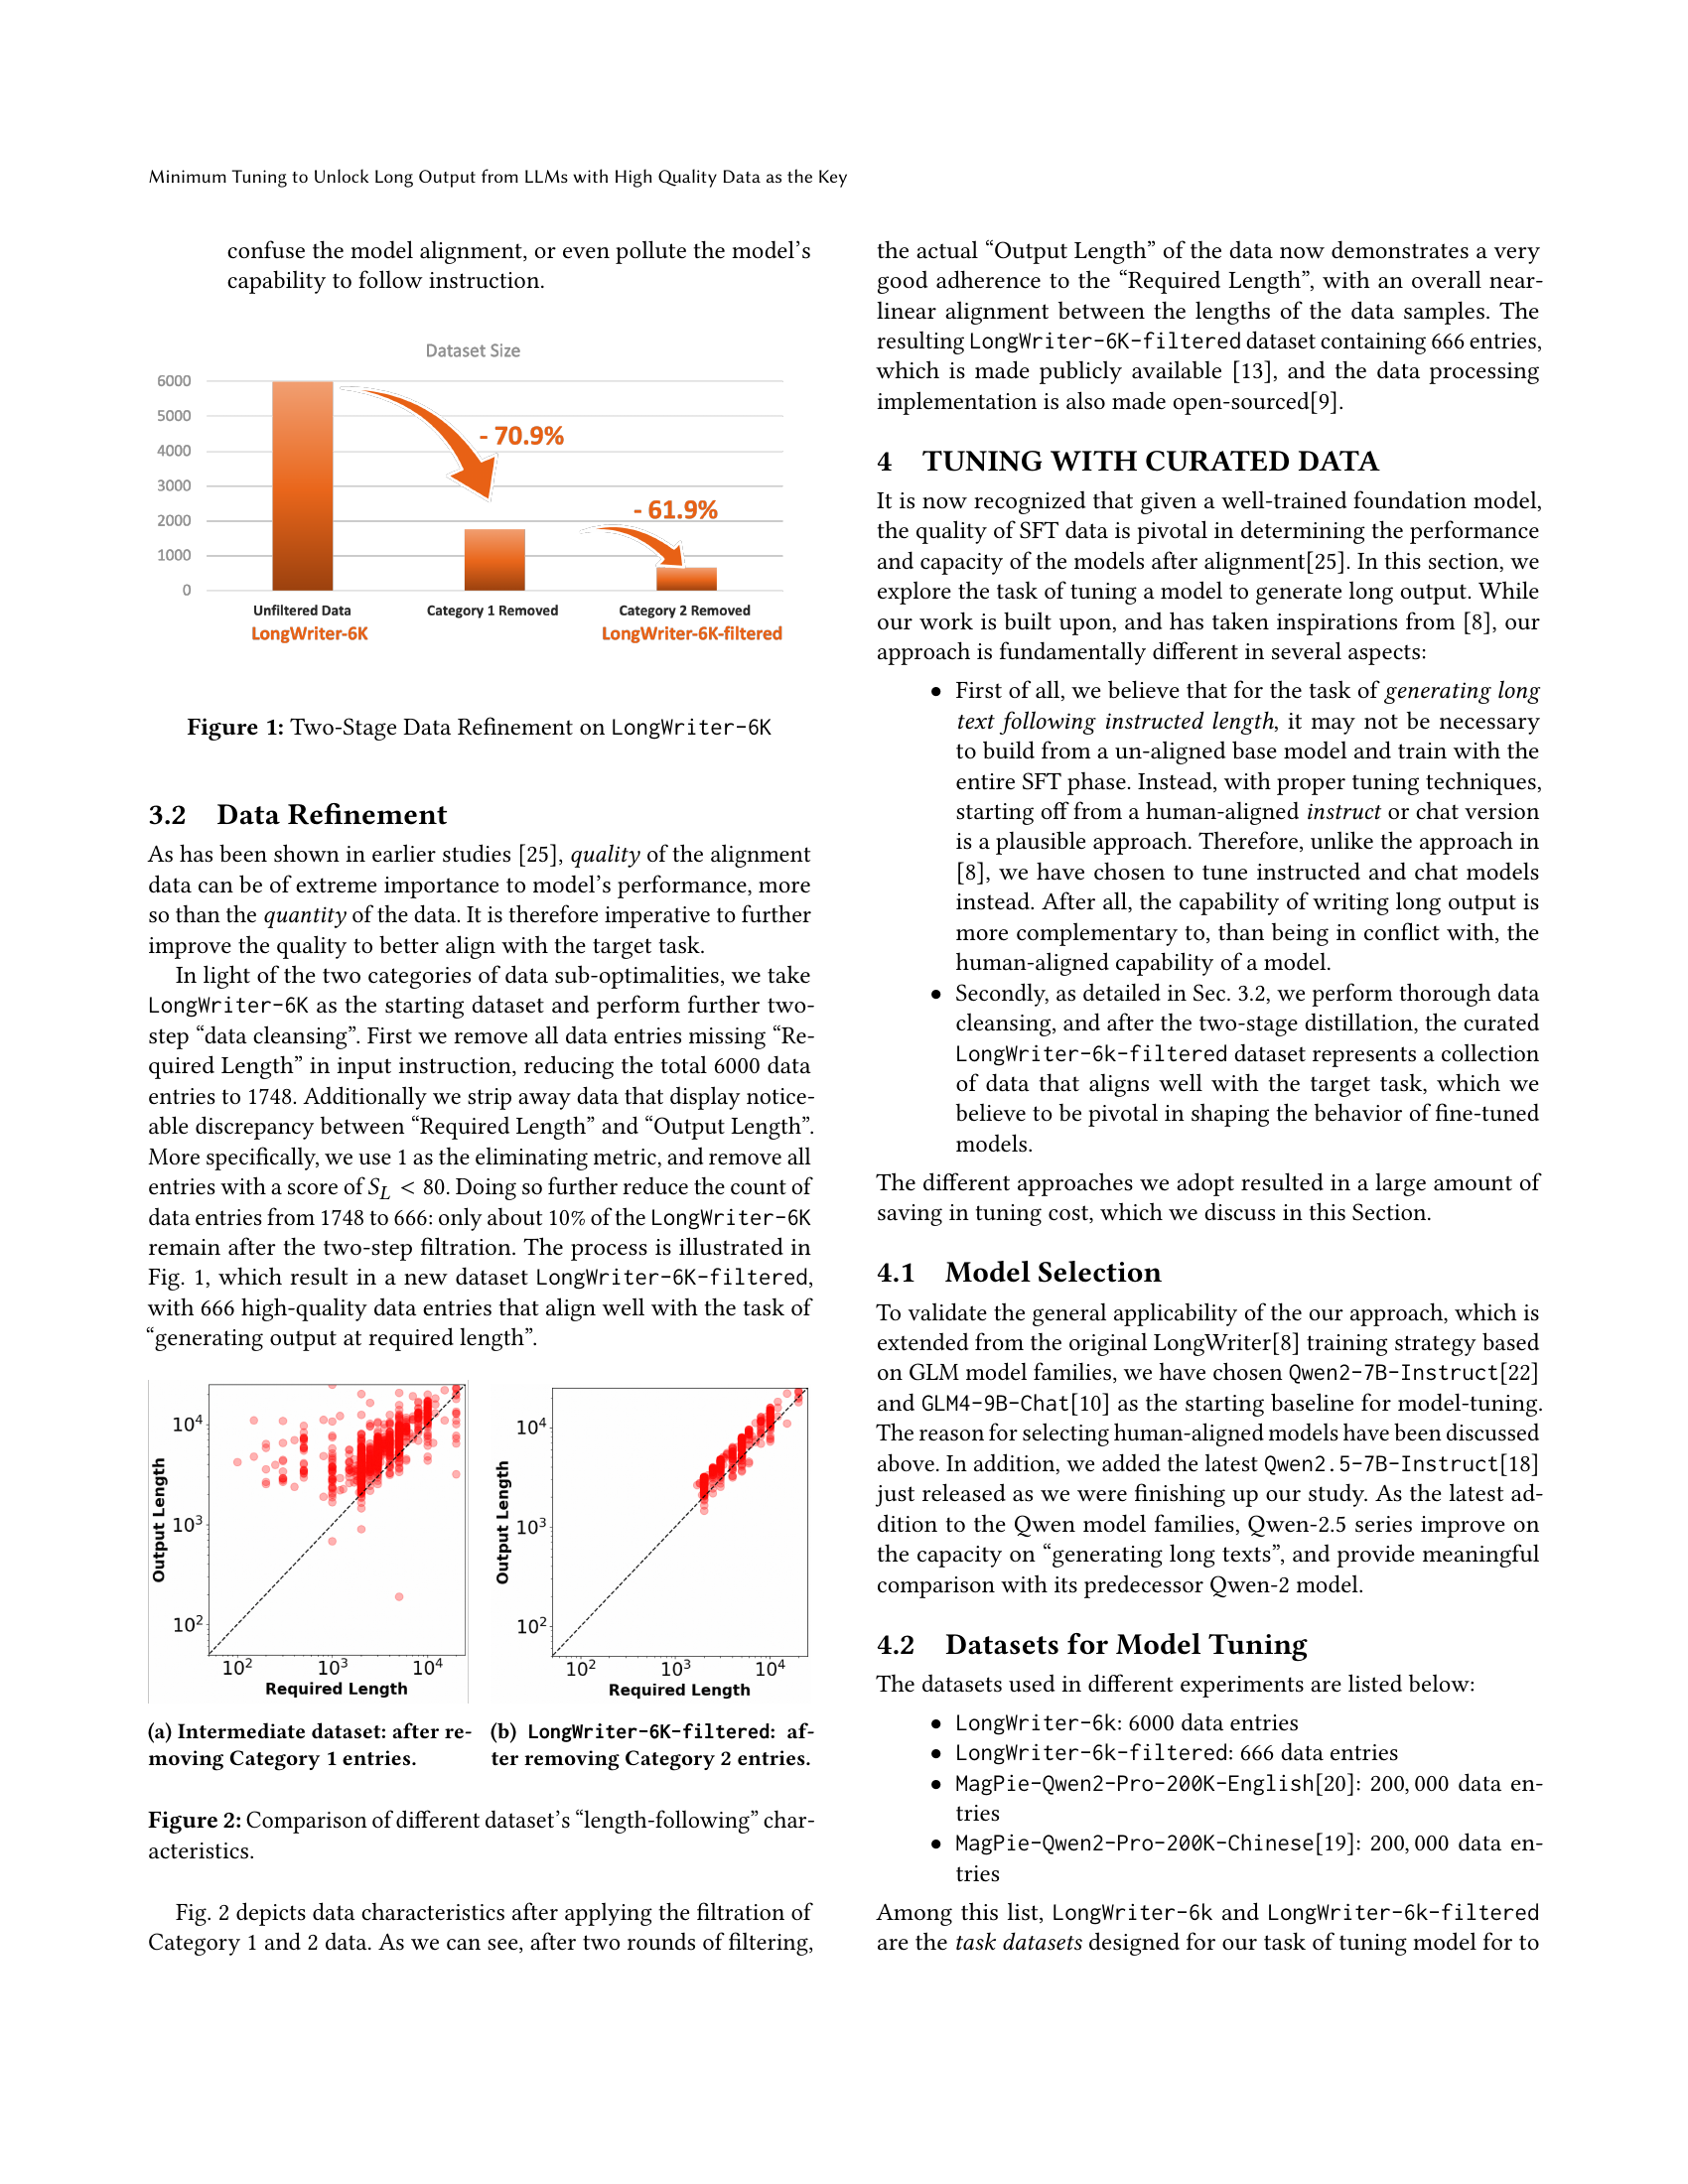 Minimum Tuning to Unlock Long Output from LLMs with High Quality Data as the Key
confuse the model alignment, or even pollute the model's
capability to follow instruction.
Dataset Size
6000
5000
4000
3000
2000
1000
0
- 70.9%
- 61.9%
Unfiltered Data
LongWriter-6K
Category 1 Removed
Category 2 Removed
LongWriter-6K-filtered
Figure 1: Two-Stage Data Refinement on LongWriter-6K
3.2 Data Refinement
As has been shown in earlier studies [25], quality of the alignment
data can be of extreme importance to model's performance, more
so than the quantity of the data. It is therefore imperative to further
improve the quality to better align with the target task.
In light of the two categories of data sub-optimalities, we take
LongWriter-6K as the starting dataset and perform further two-
step “data cleansing”. First we remove all data entries missing “Re-
quired Length” in input instruction, reducing the total 6000 data
entries to 1748. Additionally we strip away data that display notice-
able discrepancy between “Required Length” and “Output Length”.
More specifically, we use 1 as the eliminating metric, and remove all
entries with a score of S_L < 80. Doing so further reduce the count of
data entries from 1748 to 666: only about 10% of the LongWriter-6K
remain after the two-step filtration. The process is illustrated in
Fig. 1, which result in a new dataset LongWriter-6K-filtered,
with 666 high-quality data entries that align well with the task of
“generating output at required length”.
Output Length
10^4
10^3
10^2
10^2 10^3 10^4
Required Length
Output Length
10^4
10^3
10^2
10^2 10^3 10^4
Required Length
(a) Intermediate dataset: after re-
moving Category 1 entries.
(b) LongWriter-6K-filtered: af-
ter removing Category 2 entries.
Figure 2: Comparison of different dataset's “length-following” char-
acteristics.
Fig. 2 depicts data characteristics after applying the filtration of
Category 1 and 2 data. As we can see, after two rounds of filtering,
the actual “Output Length” of the data now demonstrates a very
good adherence to the “Required Length”, with an overall near-
linear alignment between the lengths of the data samples. The
resulting LongWriter-6K-filtered dataset containing 666 entries,
which is made publicly available [13], and the data processing
implementation is also made open-sourced[9].
4 TUNING WITH CURATED DATA
It is now recognized that given a well-trained foundation model,
the quality of SFT data is pivotal in determining the performance
and capacity of the models after alignment[25]. In this section, we
explore the task of tuning a model to generate long output. While
our work is built upon, and has taken inspirations from [8], our
approach is fundamentally different in several aspects:
• First of all, we believe that for the task of generating long
text following instructed length, it may not be necessary
to build from a un-aligned base model and train with the
entire SFT phase. Instead, with proper tuning techniques,
starting off from a human-aligned instruct or chat version
is a plausible approach. Therefore, unlike the approach in
[8], we have chosen to tune instructed and chat models
instead. After all, the capability of writing long output is
more complementary to, than being in conflict with, the
human-aligned capability of a model.
• Secondly, as detailed in Sec. 3.2, we perform thorough data
cleansing, and after the two-stage distillation, the curated
LongWriter-6k-filtered dataset represents a collection
of data that aligns well with the target task, which we
believe to be pivotal in shaping the behavior of fine-tuned
models.
The different approaches we adopt resulted in a large amount of
saving in tuning cost, which we discuss in this Section.
4.1 Model Selection
To validate the general applicability of the our approach, which is
extended from the original LongWriter[8] training strategy based
on GLM model families, we have chosen Qwen2-7B-Instruct[22]
and GLM4-9B-Chat[10] as the starting baseline for model-tuning.
The reason for selecting human-aligned models have been discussed
above. In addition, we added the latest Qwen2.5-7B-Instruct[18]
just released as we were finishing up our study. As the latest ad-
dition to the Qwen model families, Qwen-2.5 series improve on
the capacity on “generating long texts”, and provide meaningful
comparison with its predecessor Qwen-2 model.
4.2 Datasets for Model Tuning
The datasets used in different experiments are listed below:
• LongWriter-6k: 6000 data entries
• LongWriter-6k-filtered: 666 data entries
• MagPie-Qwen2-Pro-200K-English[20]: 200,000 data en-
tries
• MagPie-Qwen2-Pro-200K-Chinese[19]: 200,000 data en-
tries
Among this list, LongWriter-6k and LongWriter-6k-filtered
are the task datasets designed for our task of tuning model for to